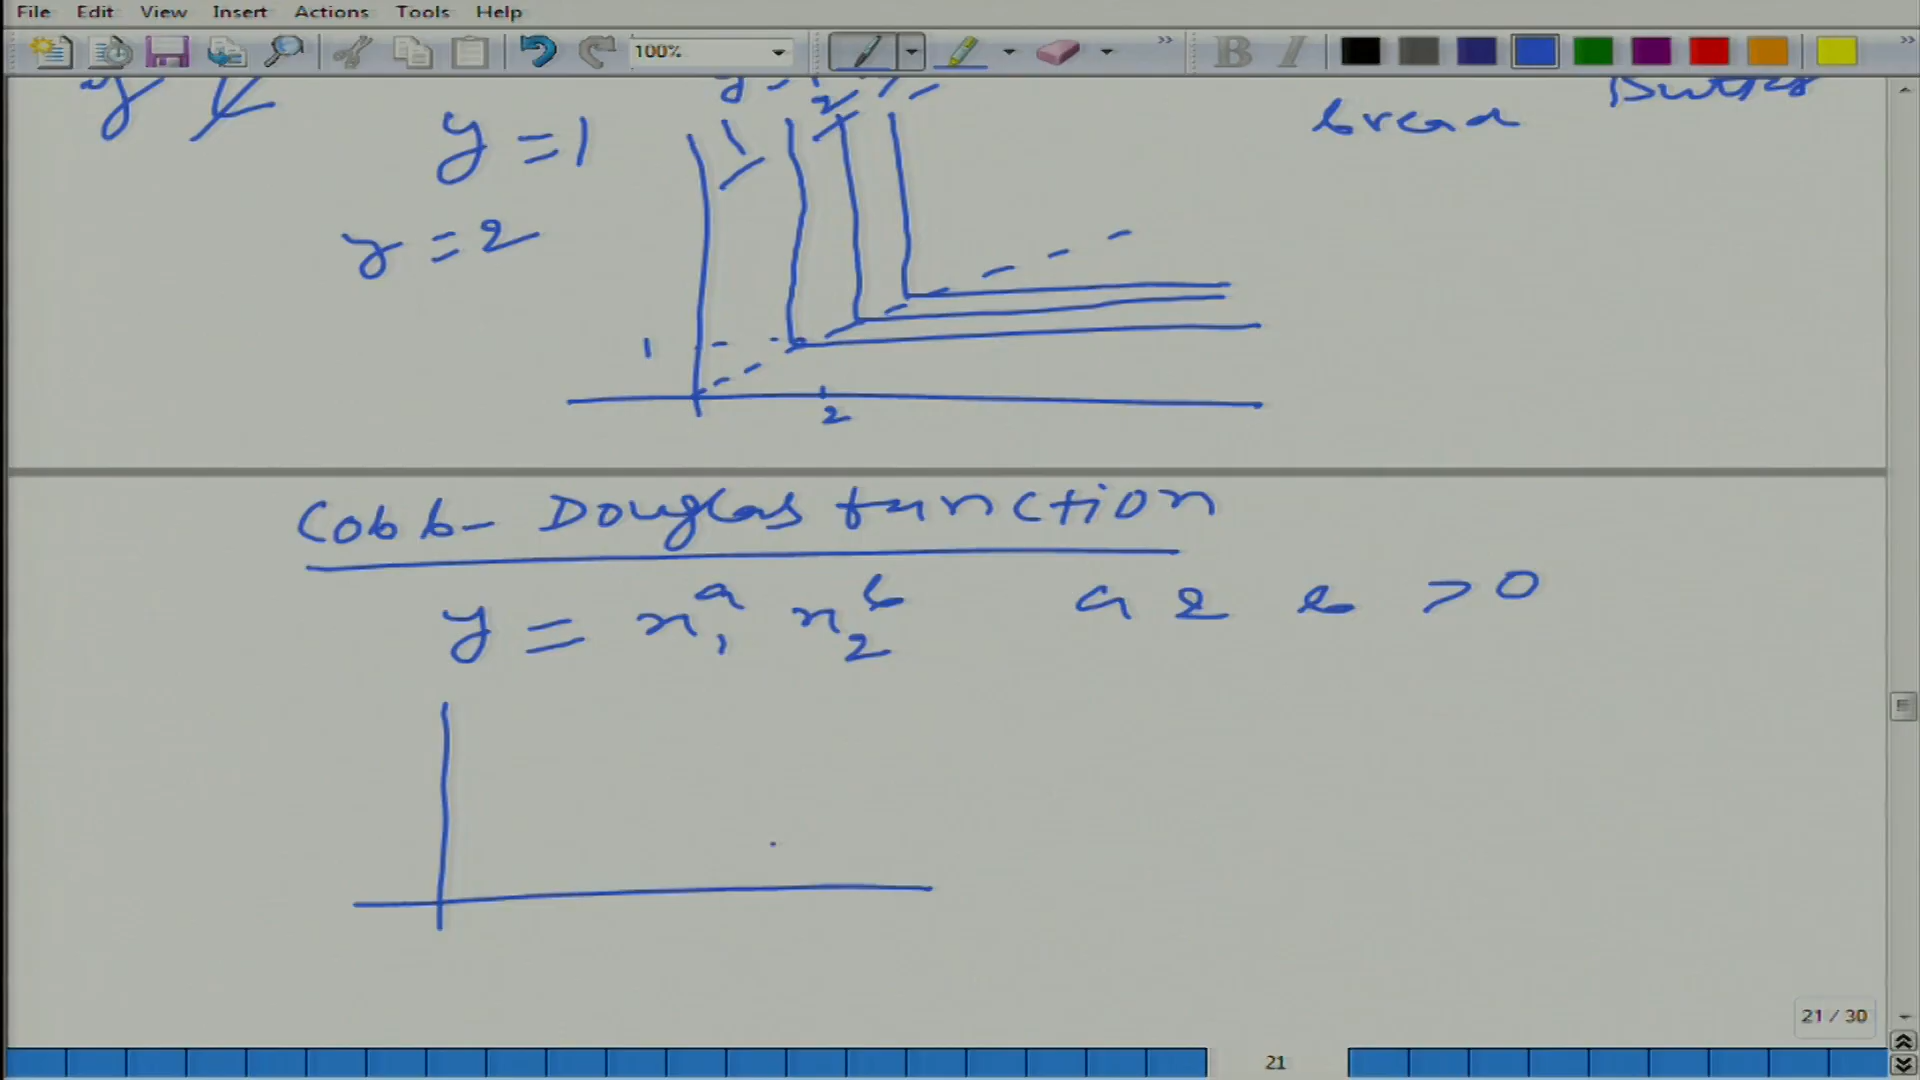 File Edit View Insert Actions Tools Help
100%
B I
bread
y = 1
2
y = 2
1
2
Cobb-Douglas function
y = x₁ᵃ x₂ᵇ a & b > 0
21 / 30
21